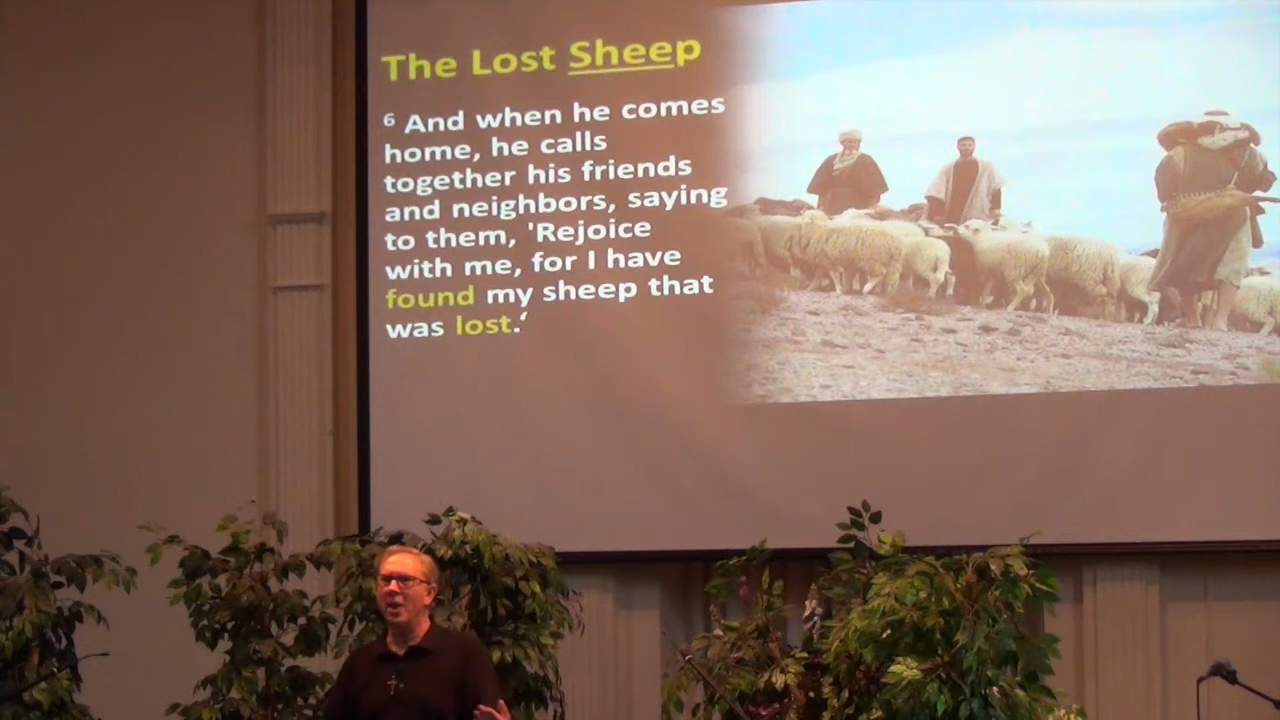 The Lost Sheep
6 And when he comes
home, he calls
together his friends
and neighbors, saying
to them, 'Rejoice
with me, for I have
found my sheep that
was lost.‘